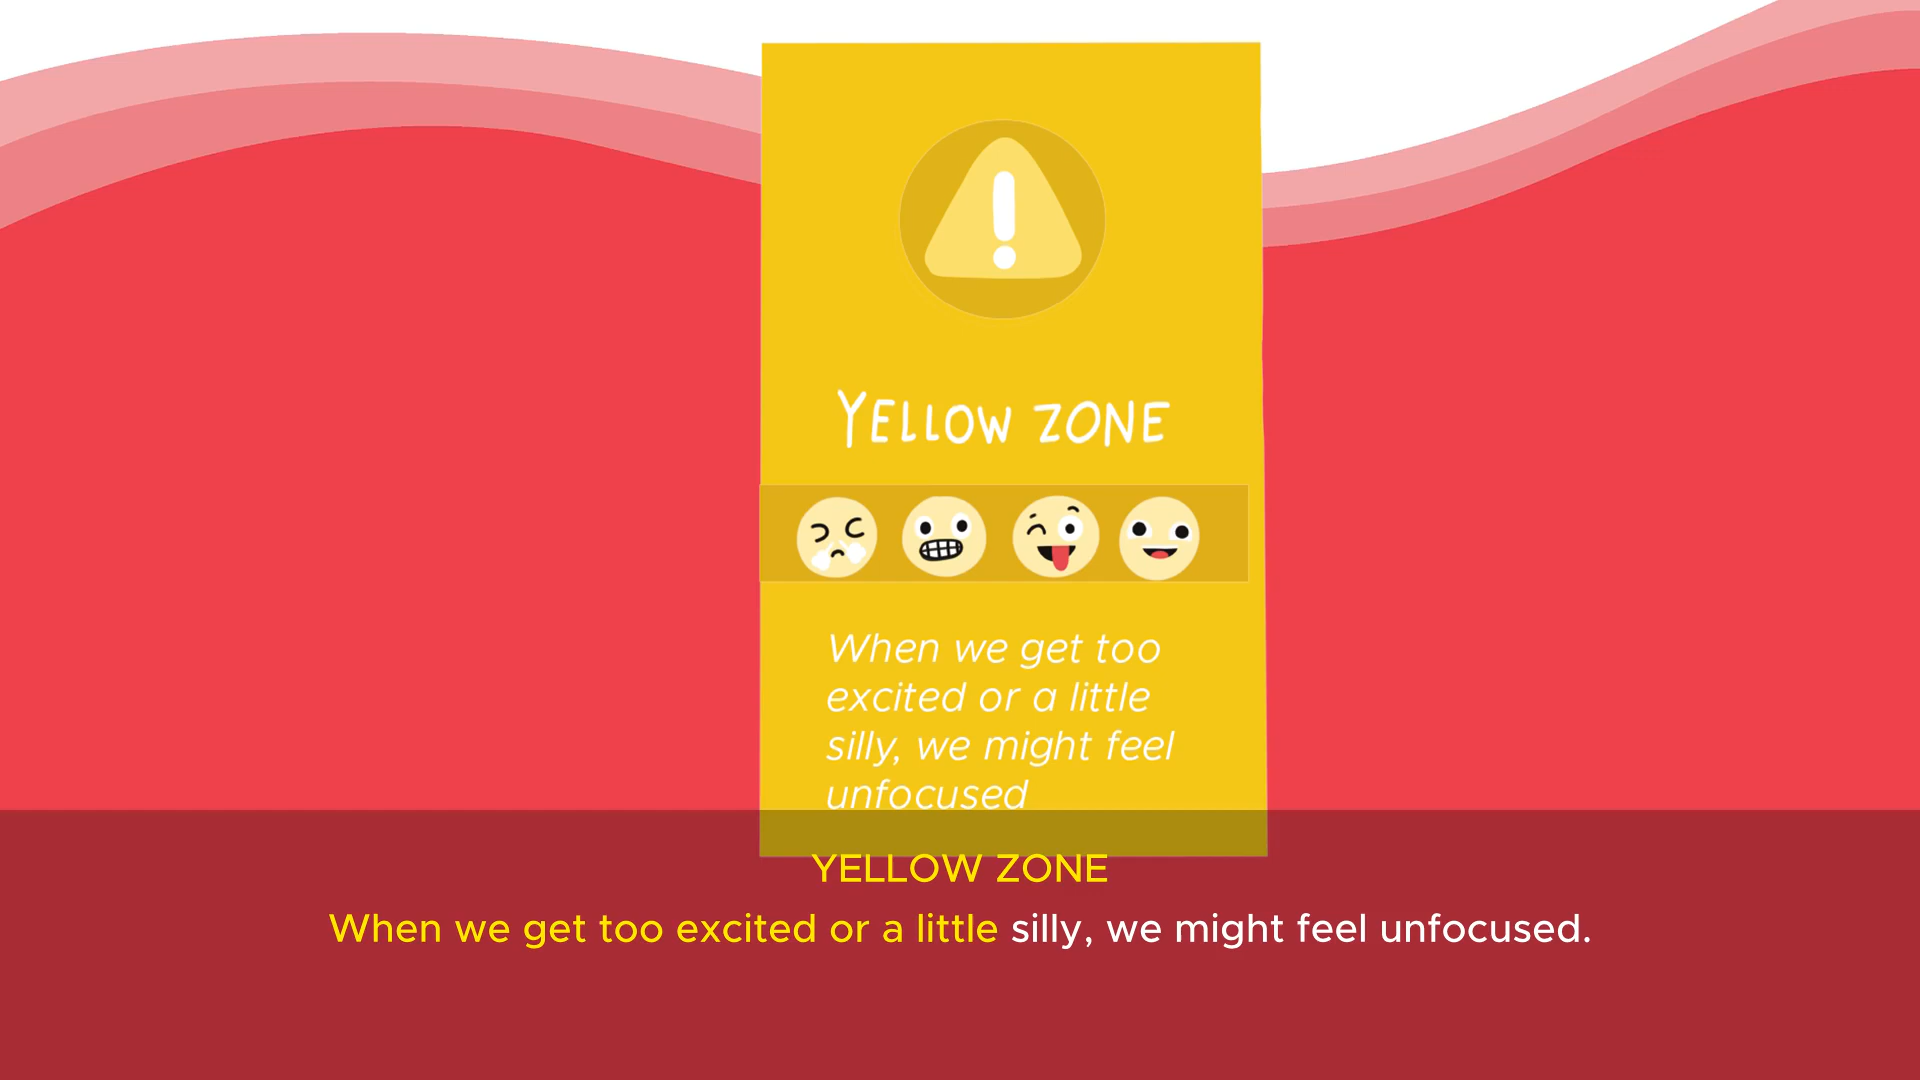 YELLOW ZONE
When we get too
excited or a little
silly, we might feel
unfocused
YELLOW ZONE
When we get too excited or a little silly, we might feel unfocused.